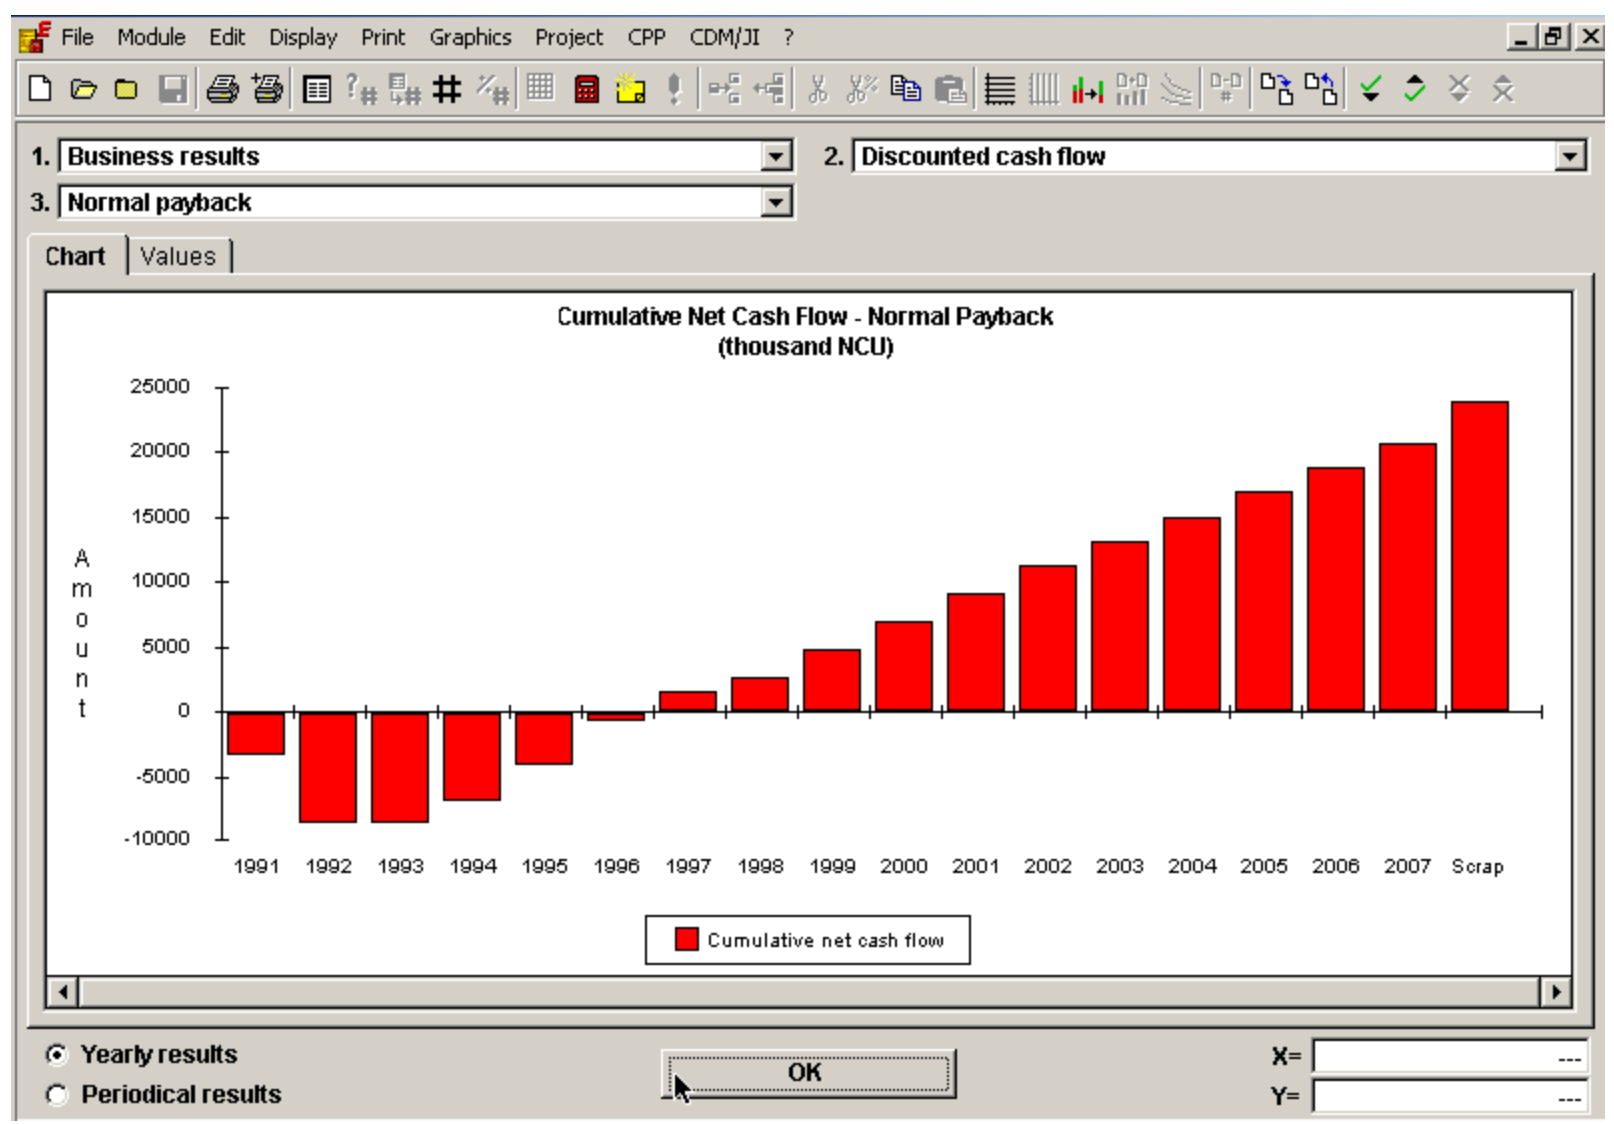 File Module Edit Display Print Graphics Project CPP CDM/JI ?
1. Business results 2. Discounted cash flow
3. Normal payback
Chart Values
Cumulative Net Cash Flow - Normal Payback
(thousand NCU)
25000
20000
15000
10000
5000
0
-5000
-10000
Amount
1991 1992 1993 1994 1995 1996 1997 1998 1999 2000 2001 2002 2003 2004 2005 2006 2007 Scrap
Cumulative net cash flow
Yearly results
Periodical results
OK
X= ---
Y= ---